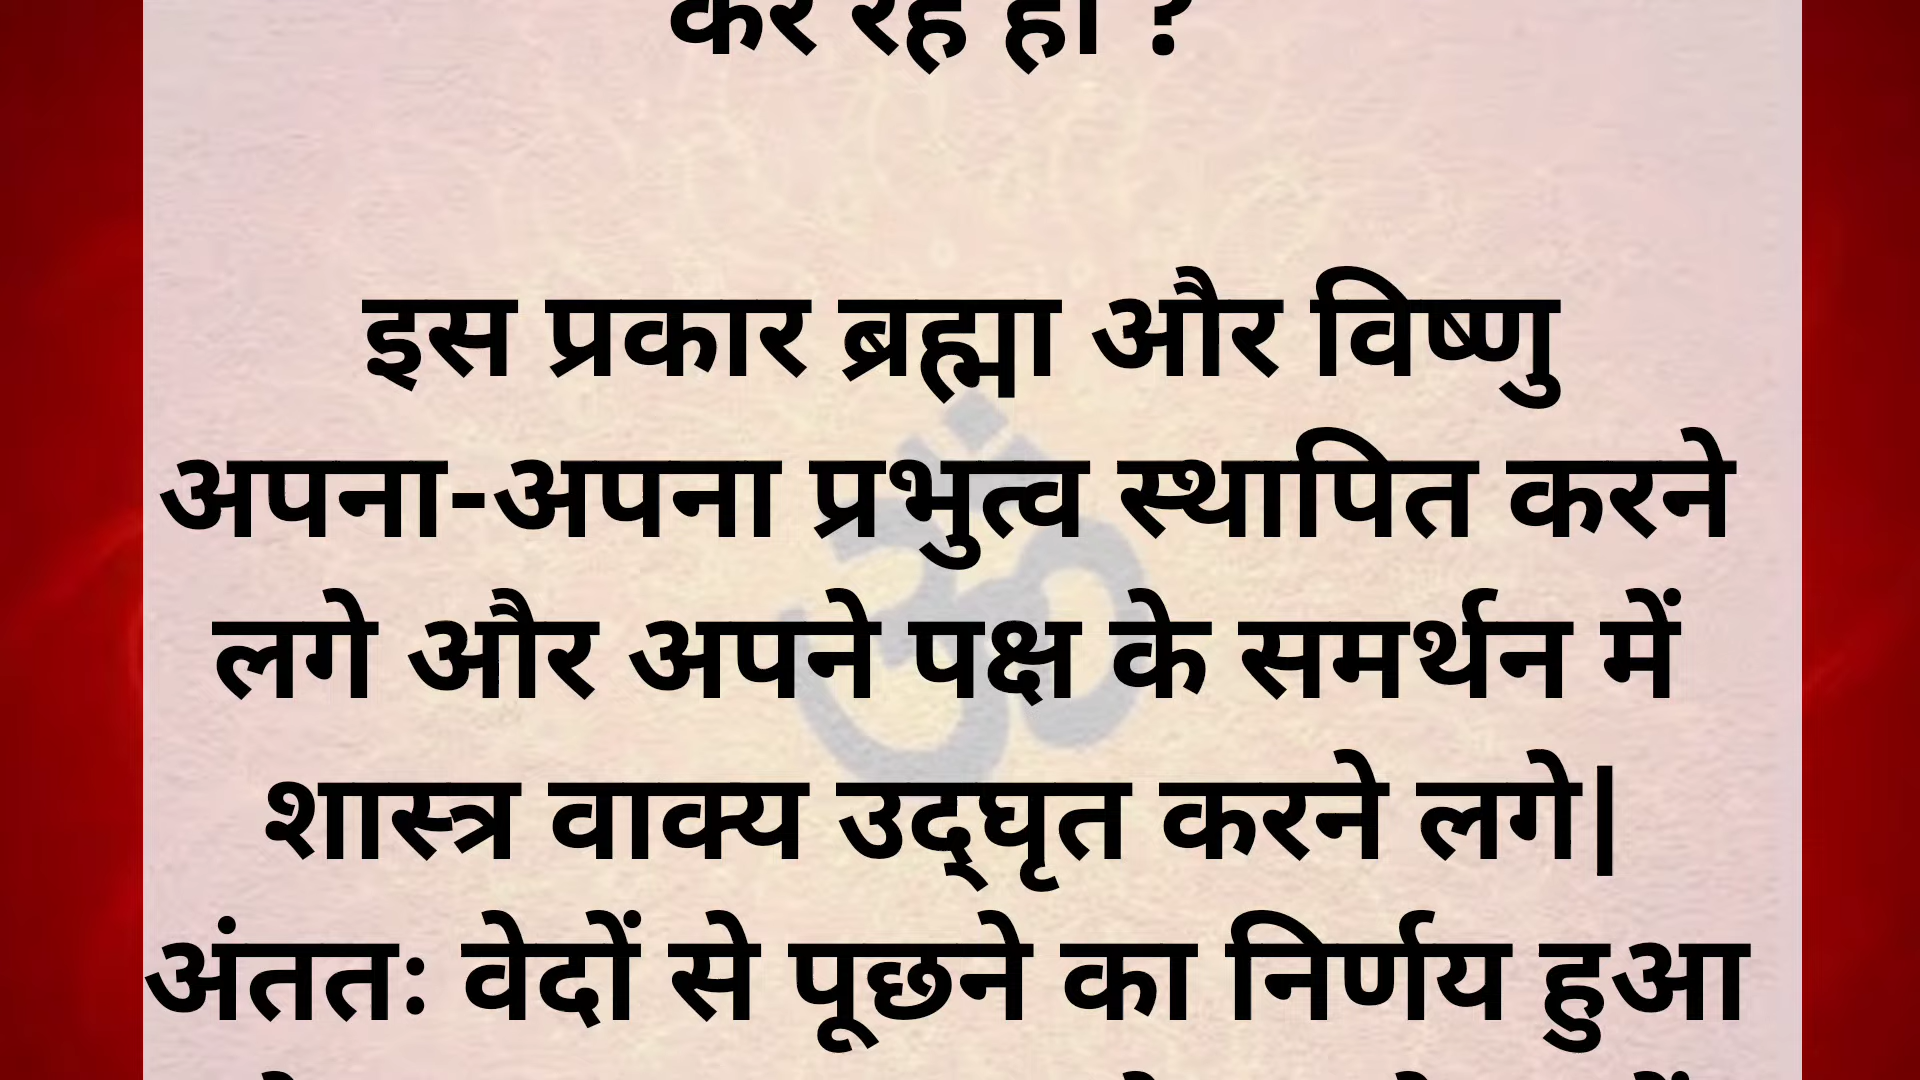 कर रहे हो ?
इस प्रकार ब्रह्मा और विष्णु
अपना-अपना प्रभुत्व स्थापित करने
लगे और अपने पक्ष के समर्थन में
शास्त्र वाक्य उद्घृत करने लगे|
अंततः वेदों से पूछने का निर्णय हुआ
ॐ